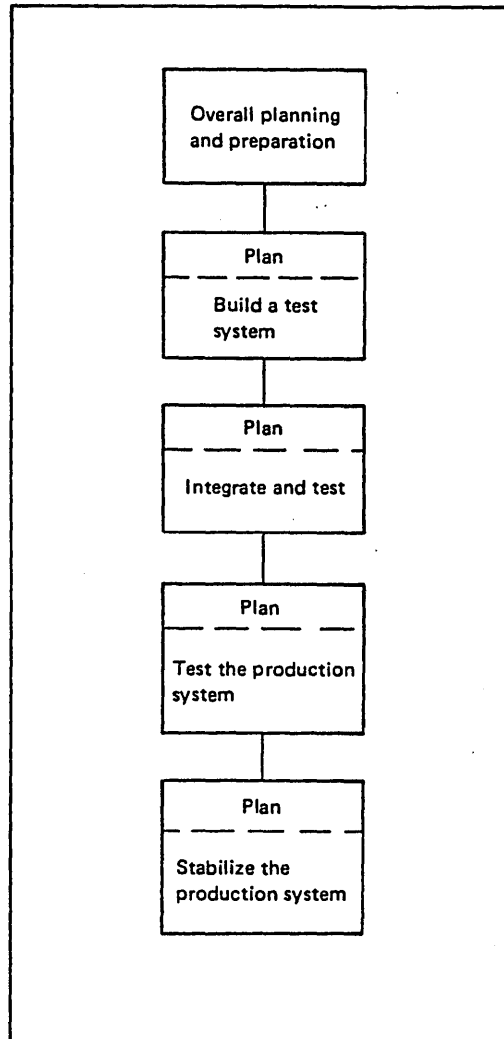 Overall planning
and preparation
Plan
Build a test
system
Plan
Integrate and test
Plan
Test the production
system
Plan
Stabilize the
production system